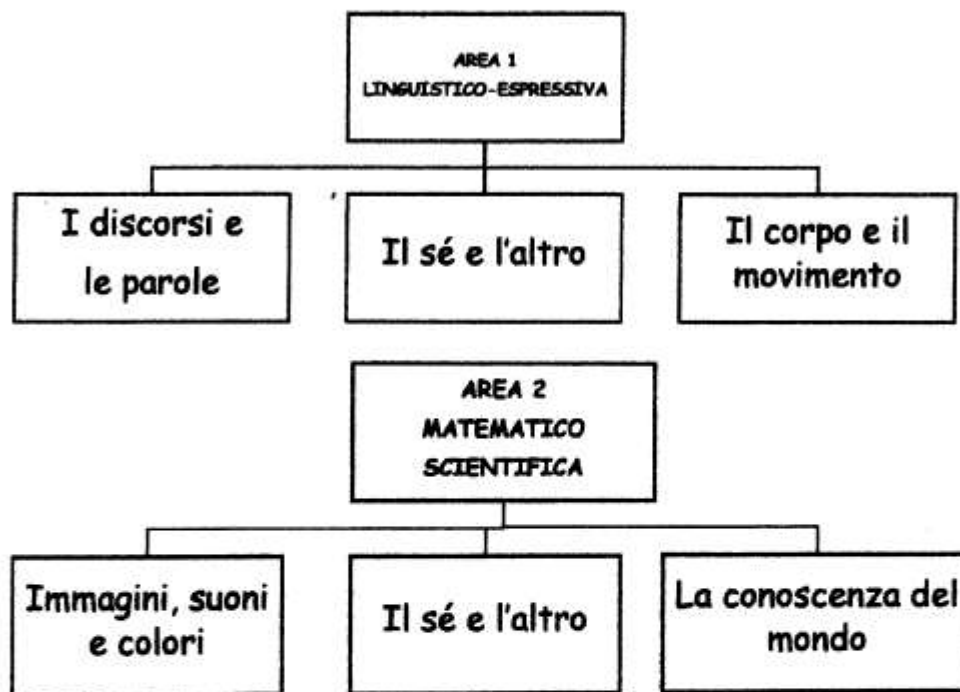 AREA 1
LINGUISTICO-ESPRESSIVA
I discorsi e
le parole
Il sé e l'altro
Il corpo e il
movimento
AREA 2
MATEMATICO
SCIENTIFICA
Immagini, suoni
e colori
Il sé e l'altro
La conoscenza del
mondo